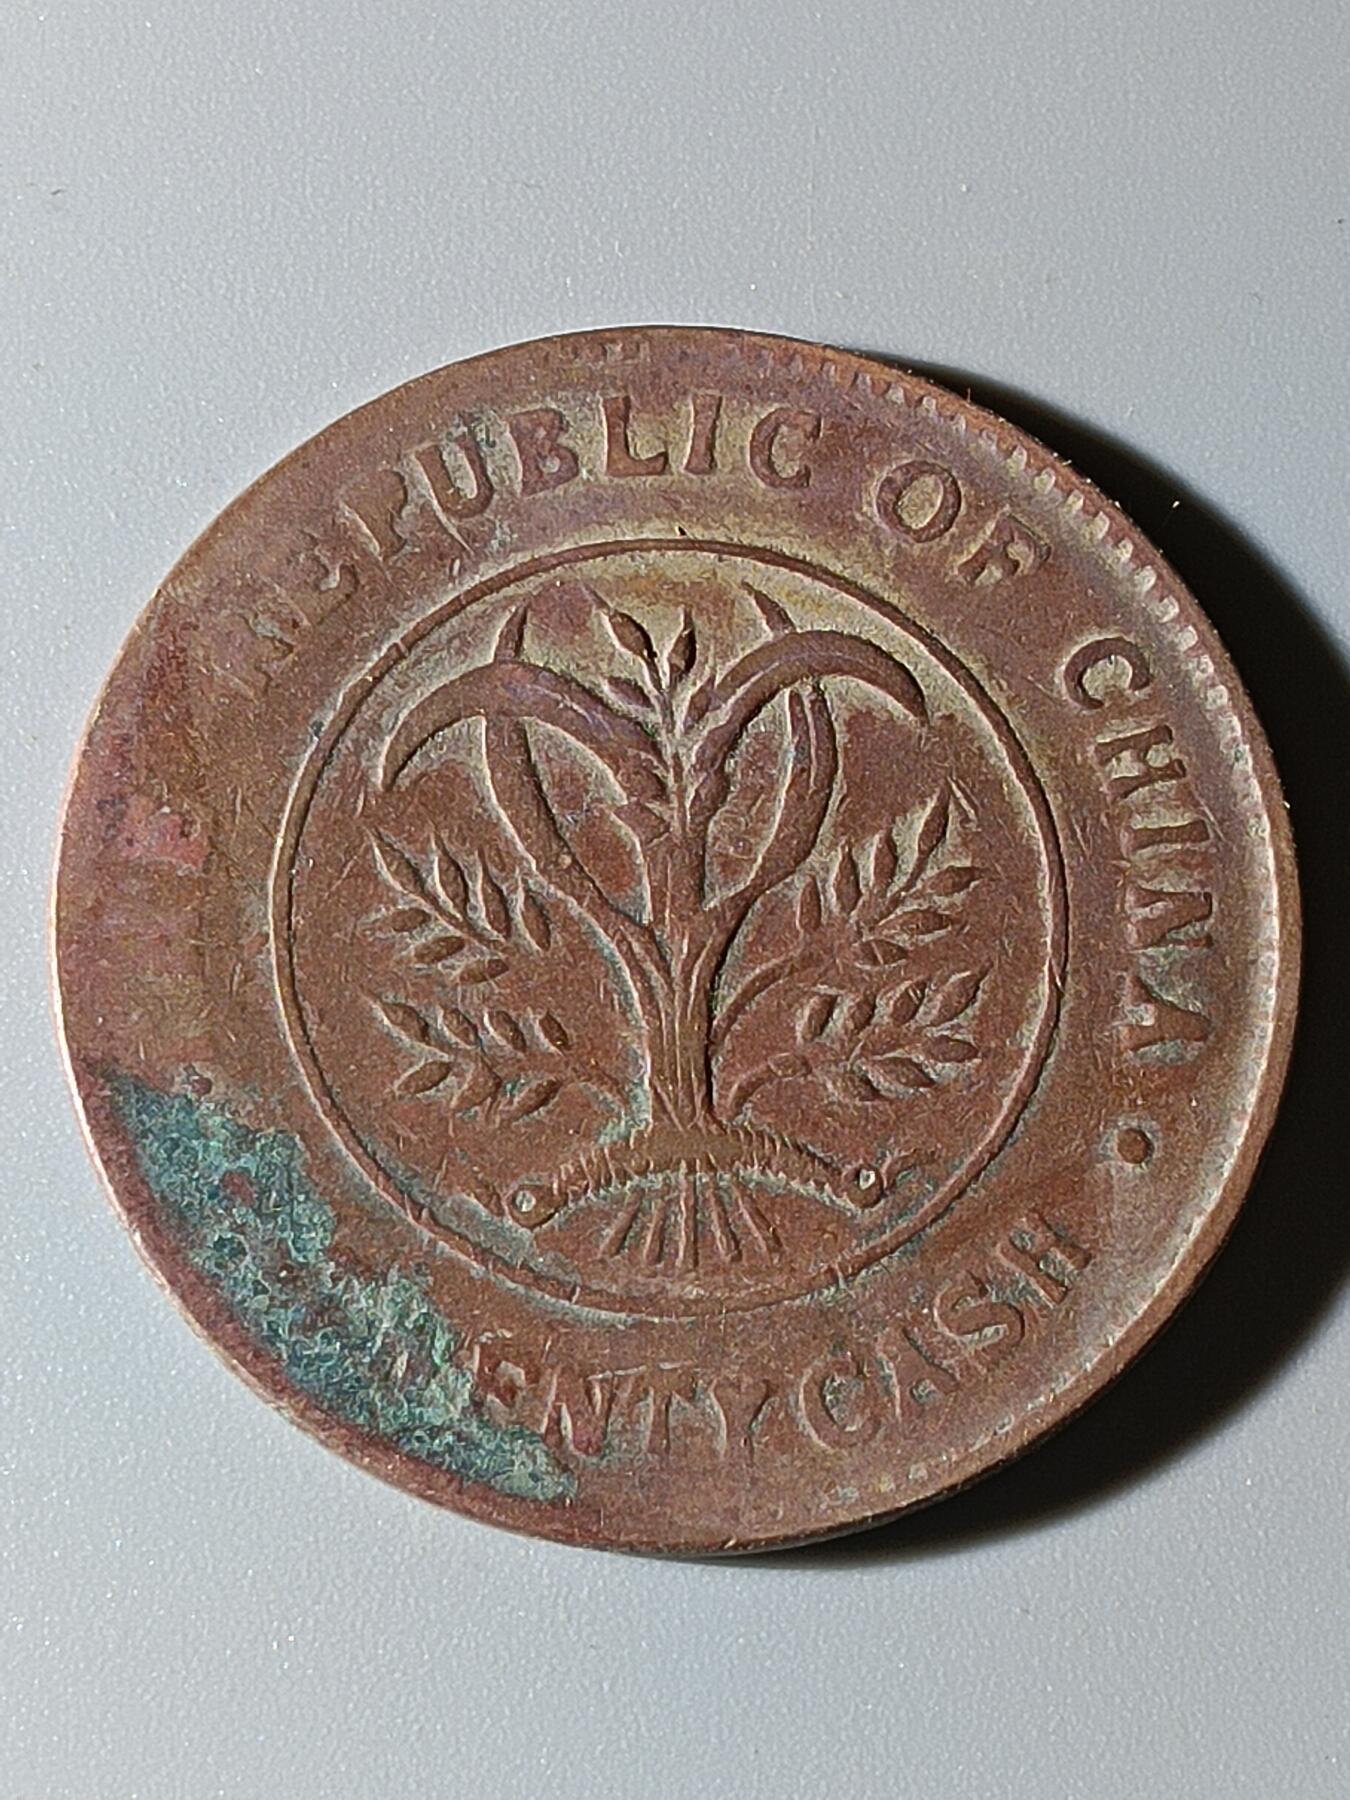 REPUBLIC OF CHINA
ENTY CASH